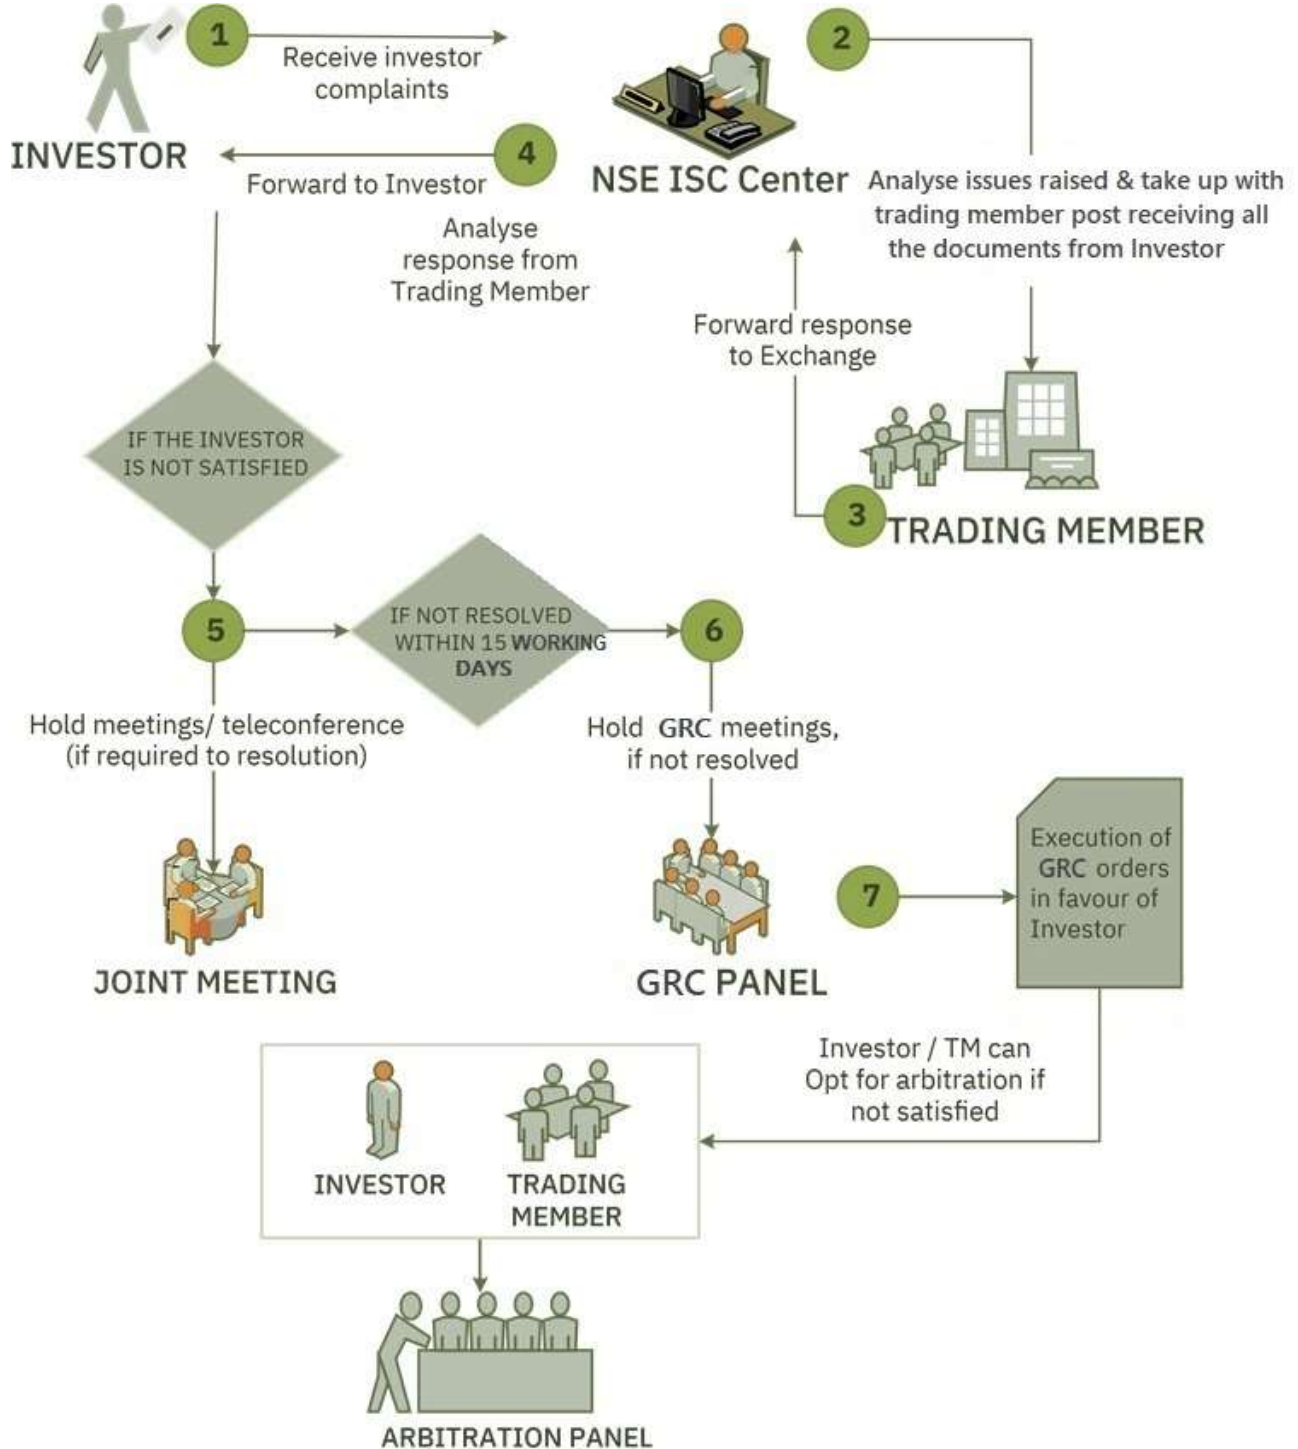 1
Receive investor
complaints
INVESTOR
2
NSE ISC Center
Analyse issues raised & take up with
trading member post receiving all
the documents from Investor
4
Forward to Investor
Analyse
response from
Trading Member
Forward response
to Exchange
3
TRADING MEMBER
IF THE INVESTOR
IS NOT SATISFIED
5
IF NOT RESOLVED
WITHIN 15 WORKING
DAYS
6
Hold meetings/ teleconference
(if required to resolution)
Hold GRC meetings,
if not resolved
JOINT MEETING
GRC PANEL
7
Execution of
GRC orders
in favour of
Investor
Investor / TM can
Opt for arbitration if
not satisfied
INVESTOR
TRADING
MEMBER
ARBITRATION PANEL